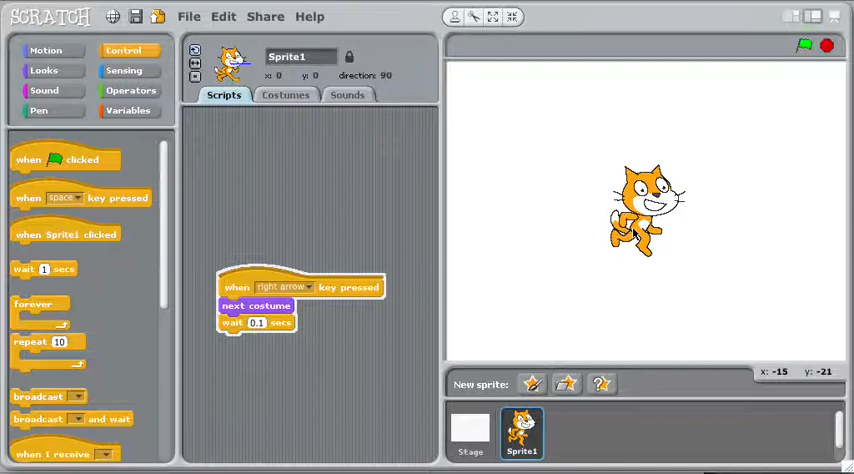 SCRATCH File Edit Share Help
Motion Control
Looks Sensing
Sound Operators
Pen Variables
Sprite1
x: 0 y: 0 direction: 90
Scripts Costumes Sounds
when clicked
when space key pressed
when Sprite1 clicked
wait 1 secs
forever
repeat 10
broadcast
broadcast and wait
when I receive
when right arrow key pressed
next costume
wait 0.1 secs
x: -15 y: -21
New sprite:
Stage
Sprite1